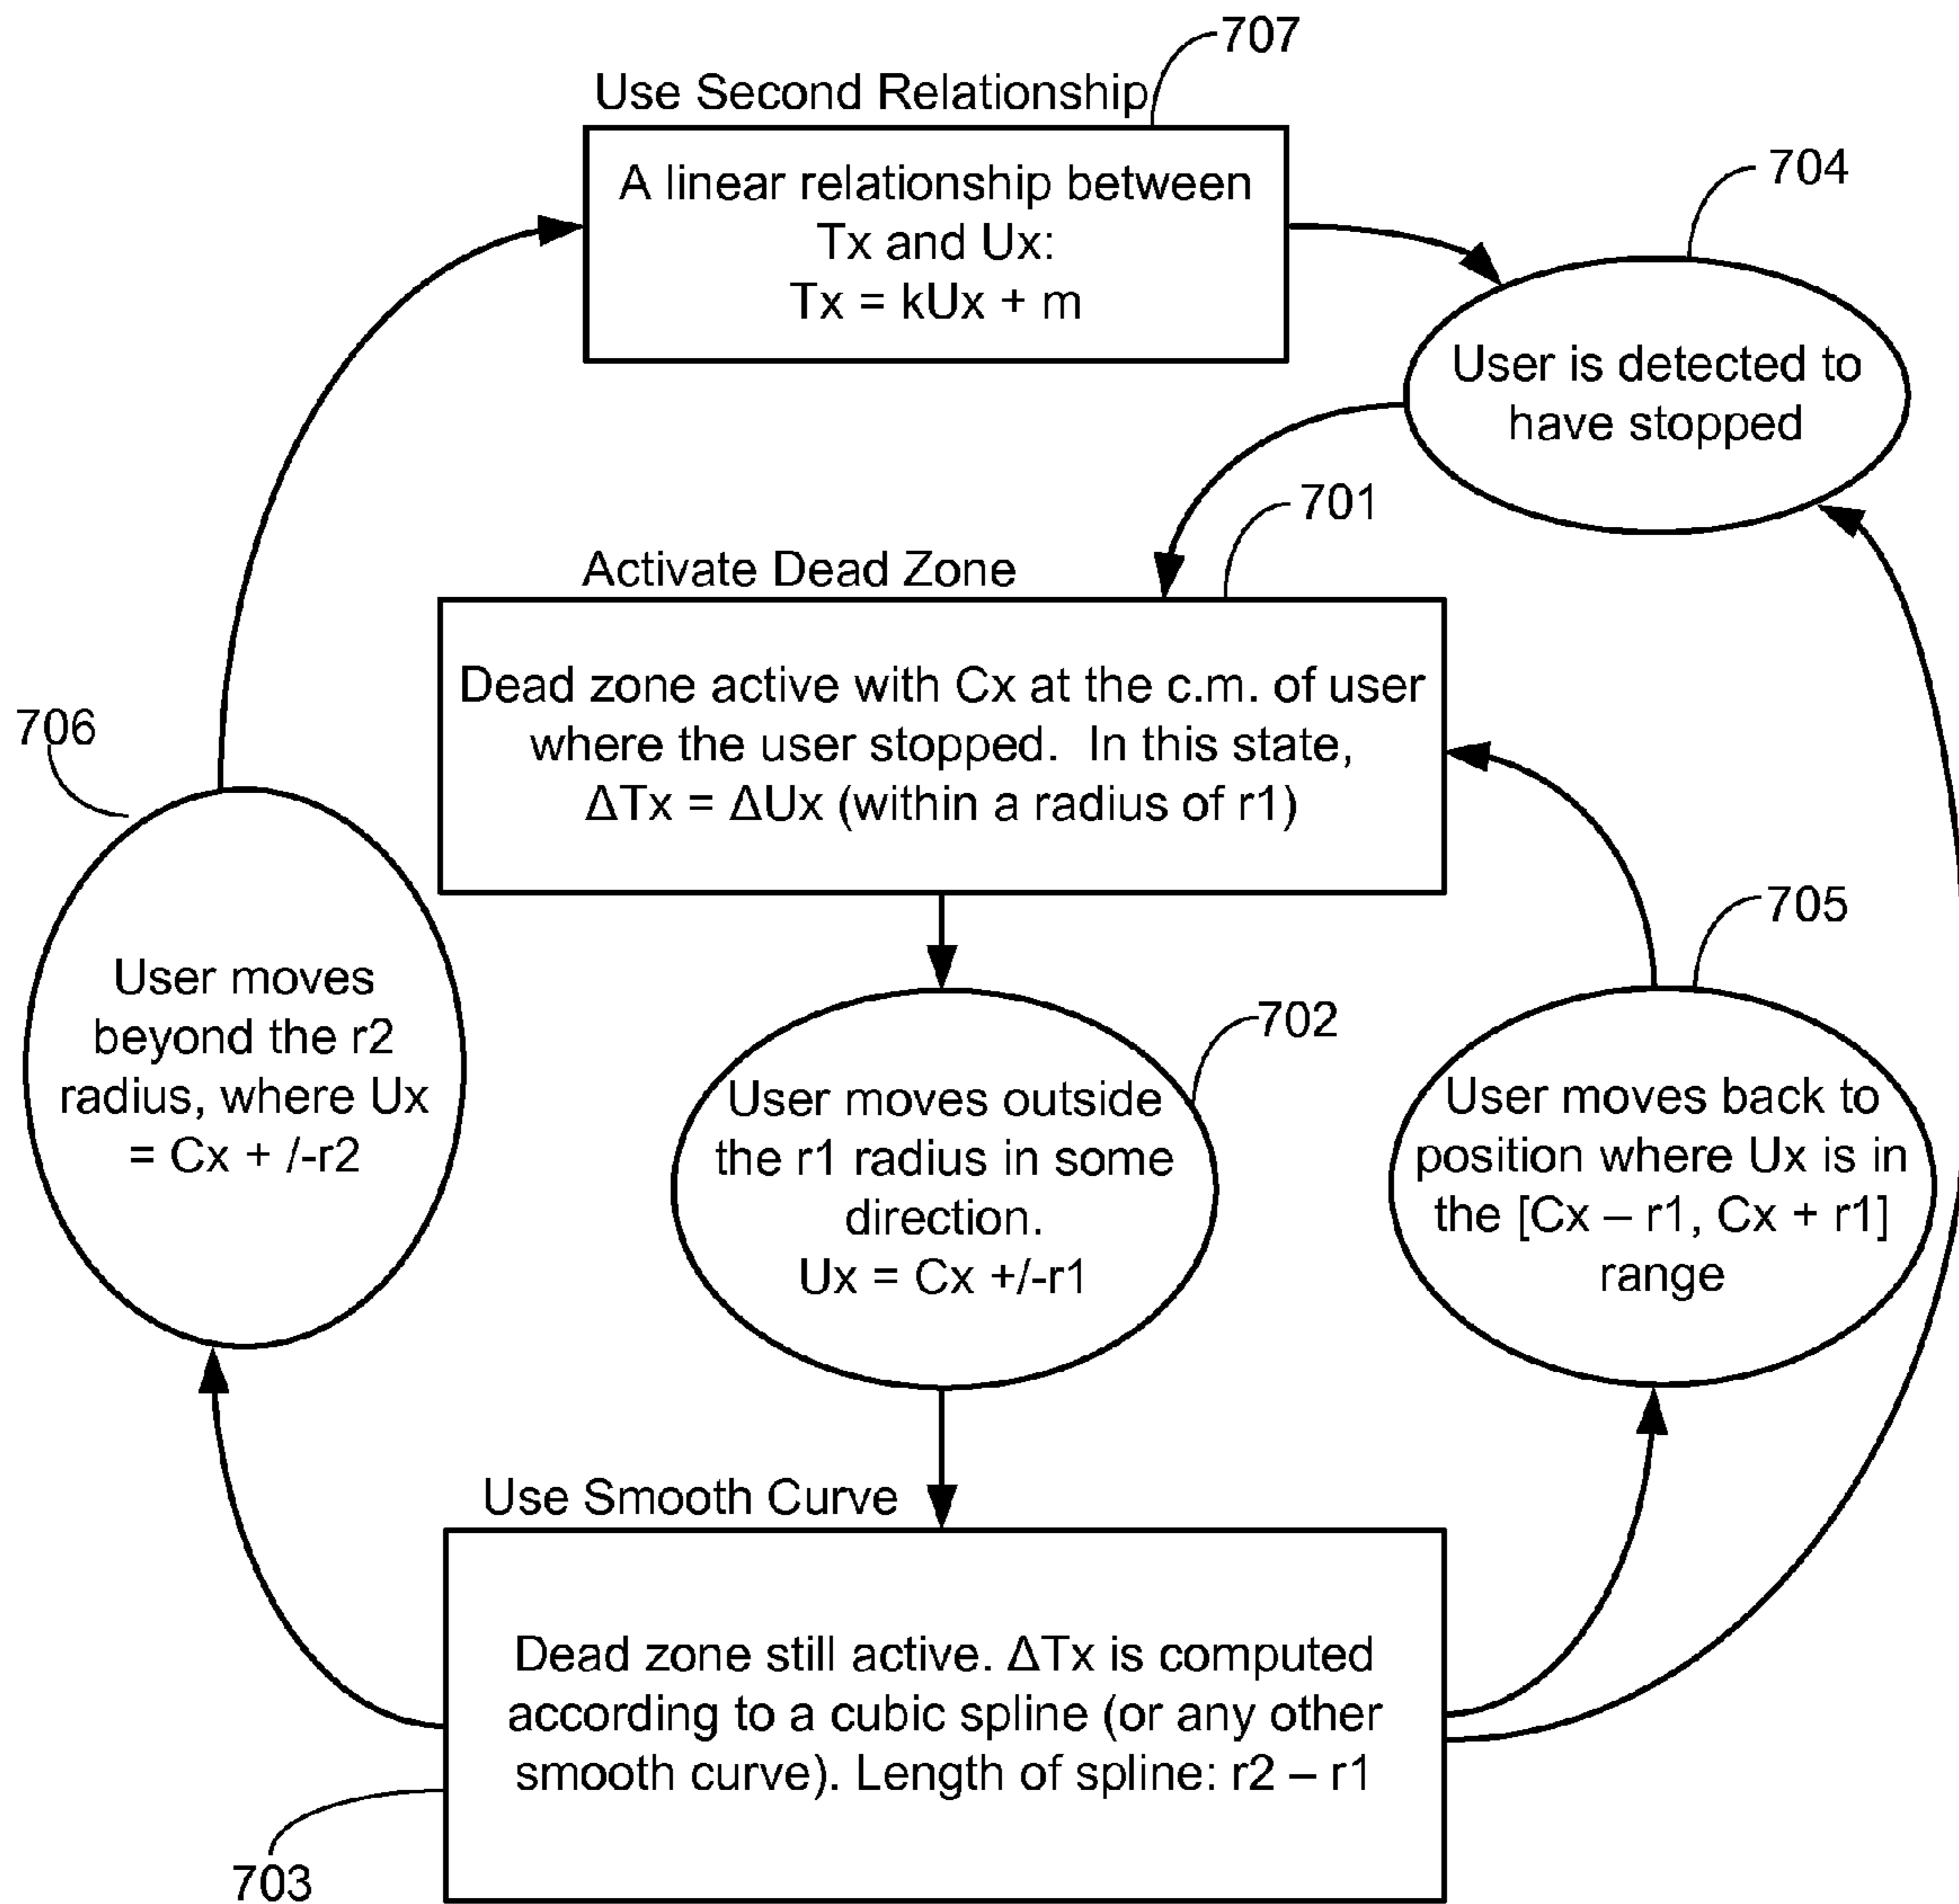 707
Use Second Relationship
A linear relationship between
Tx and Ux:
Tx = kUx + m
704
User is detected to
have stopped
701
Activate Dead Zone
Dead zone active with Cx at the c.m. of user
where the user stopped. In this state,
ΔTx = ΔUx (within a radius of r1)
706
User moves
beyond the r2
radius, where Ux
= Cx + /-r2
702
User moves outside
the r1 radius in some
direction.
Ux = Cx +/-r1
705
User moves back to
position where Ux is in
the [Cx – r1, Cx + r1]
range
Use Smooth Curve
Dead zone still active. ΔTx is computed
according to a cubic spline (or any other
smooth curve). Length of spline: r2 – r1
703